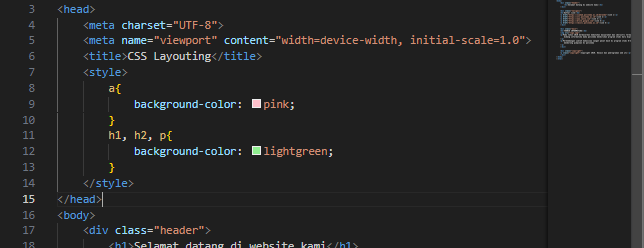 3 <head>
4 <meta charset="UTF-8">
5 <meta name="viewport" content="width=device-width, initial-scale=1.0">
6 <title>CSS Layouting</title>
7 <style>
8 a{
9 background-color: pink;
10 }
11 h1, h2, p{
12 background-color: lightgreen;
13 }
14 </style>
15 </head>
16 <body>
17 <div class="header">
18 <h1>Selamat datang di website kami</h1>